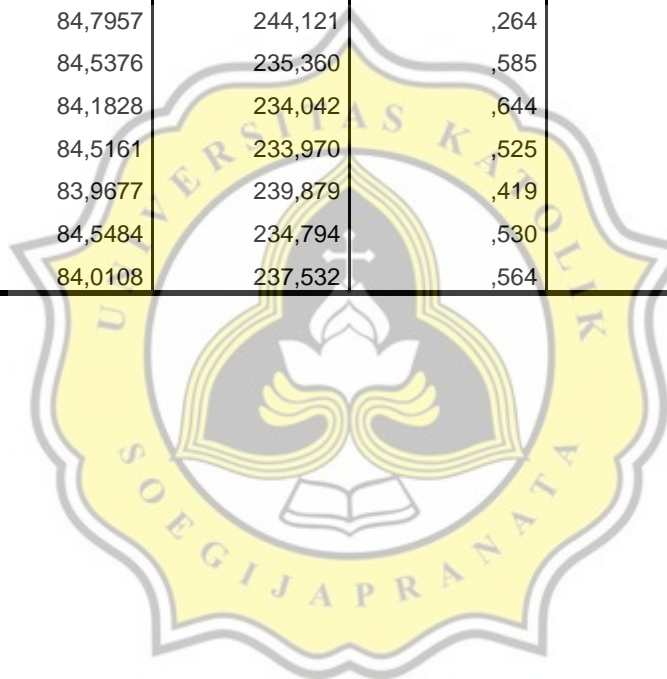 84,7957 244,121 ,264
84,5376 235,360 ,585
84,1828 234,042 ,644
84,5161 233,970 ,525
83,9677 239,879 ,419
84,5484 234,794 ,530
84,0108 237,532 ,564
UNIVERSITAS KATOLIK
SOEGIJAPRANATA